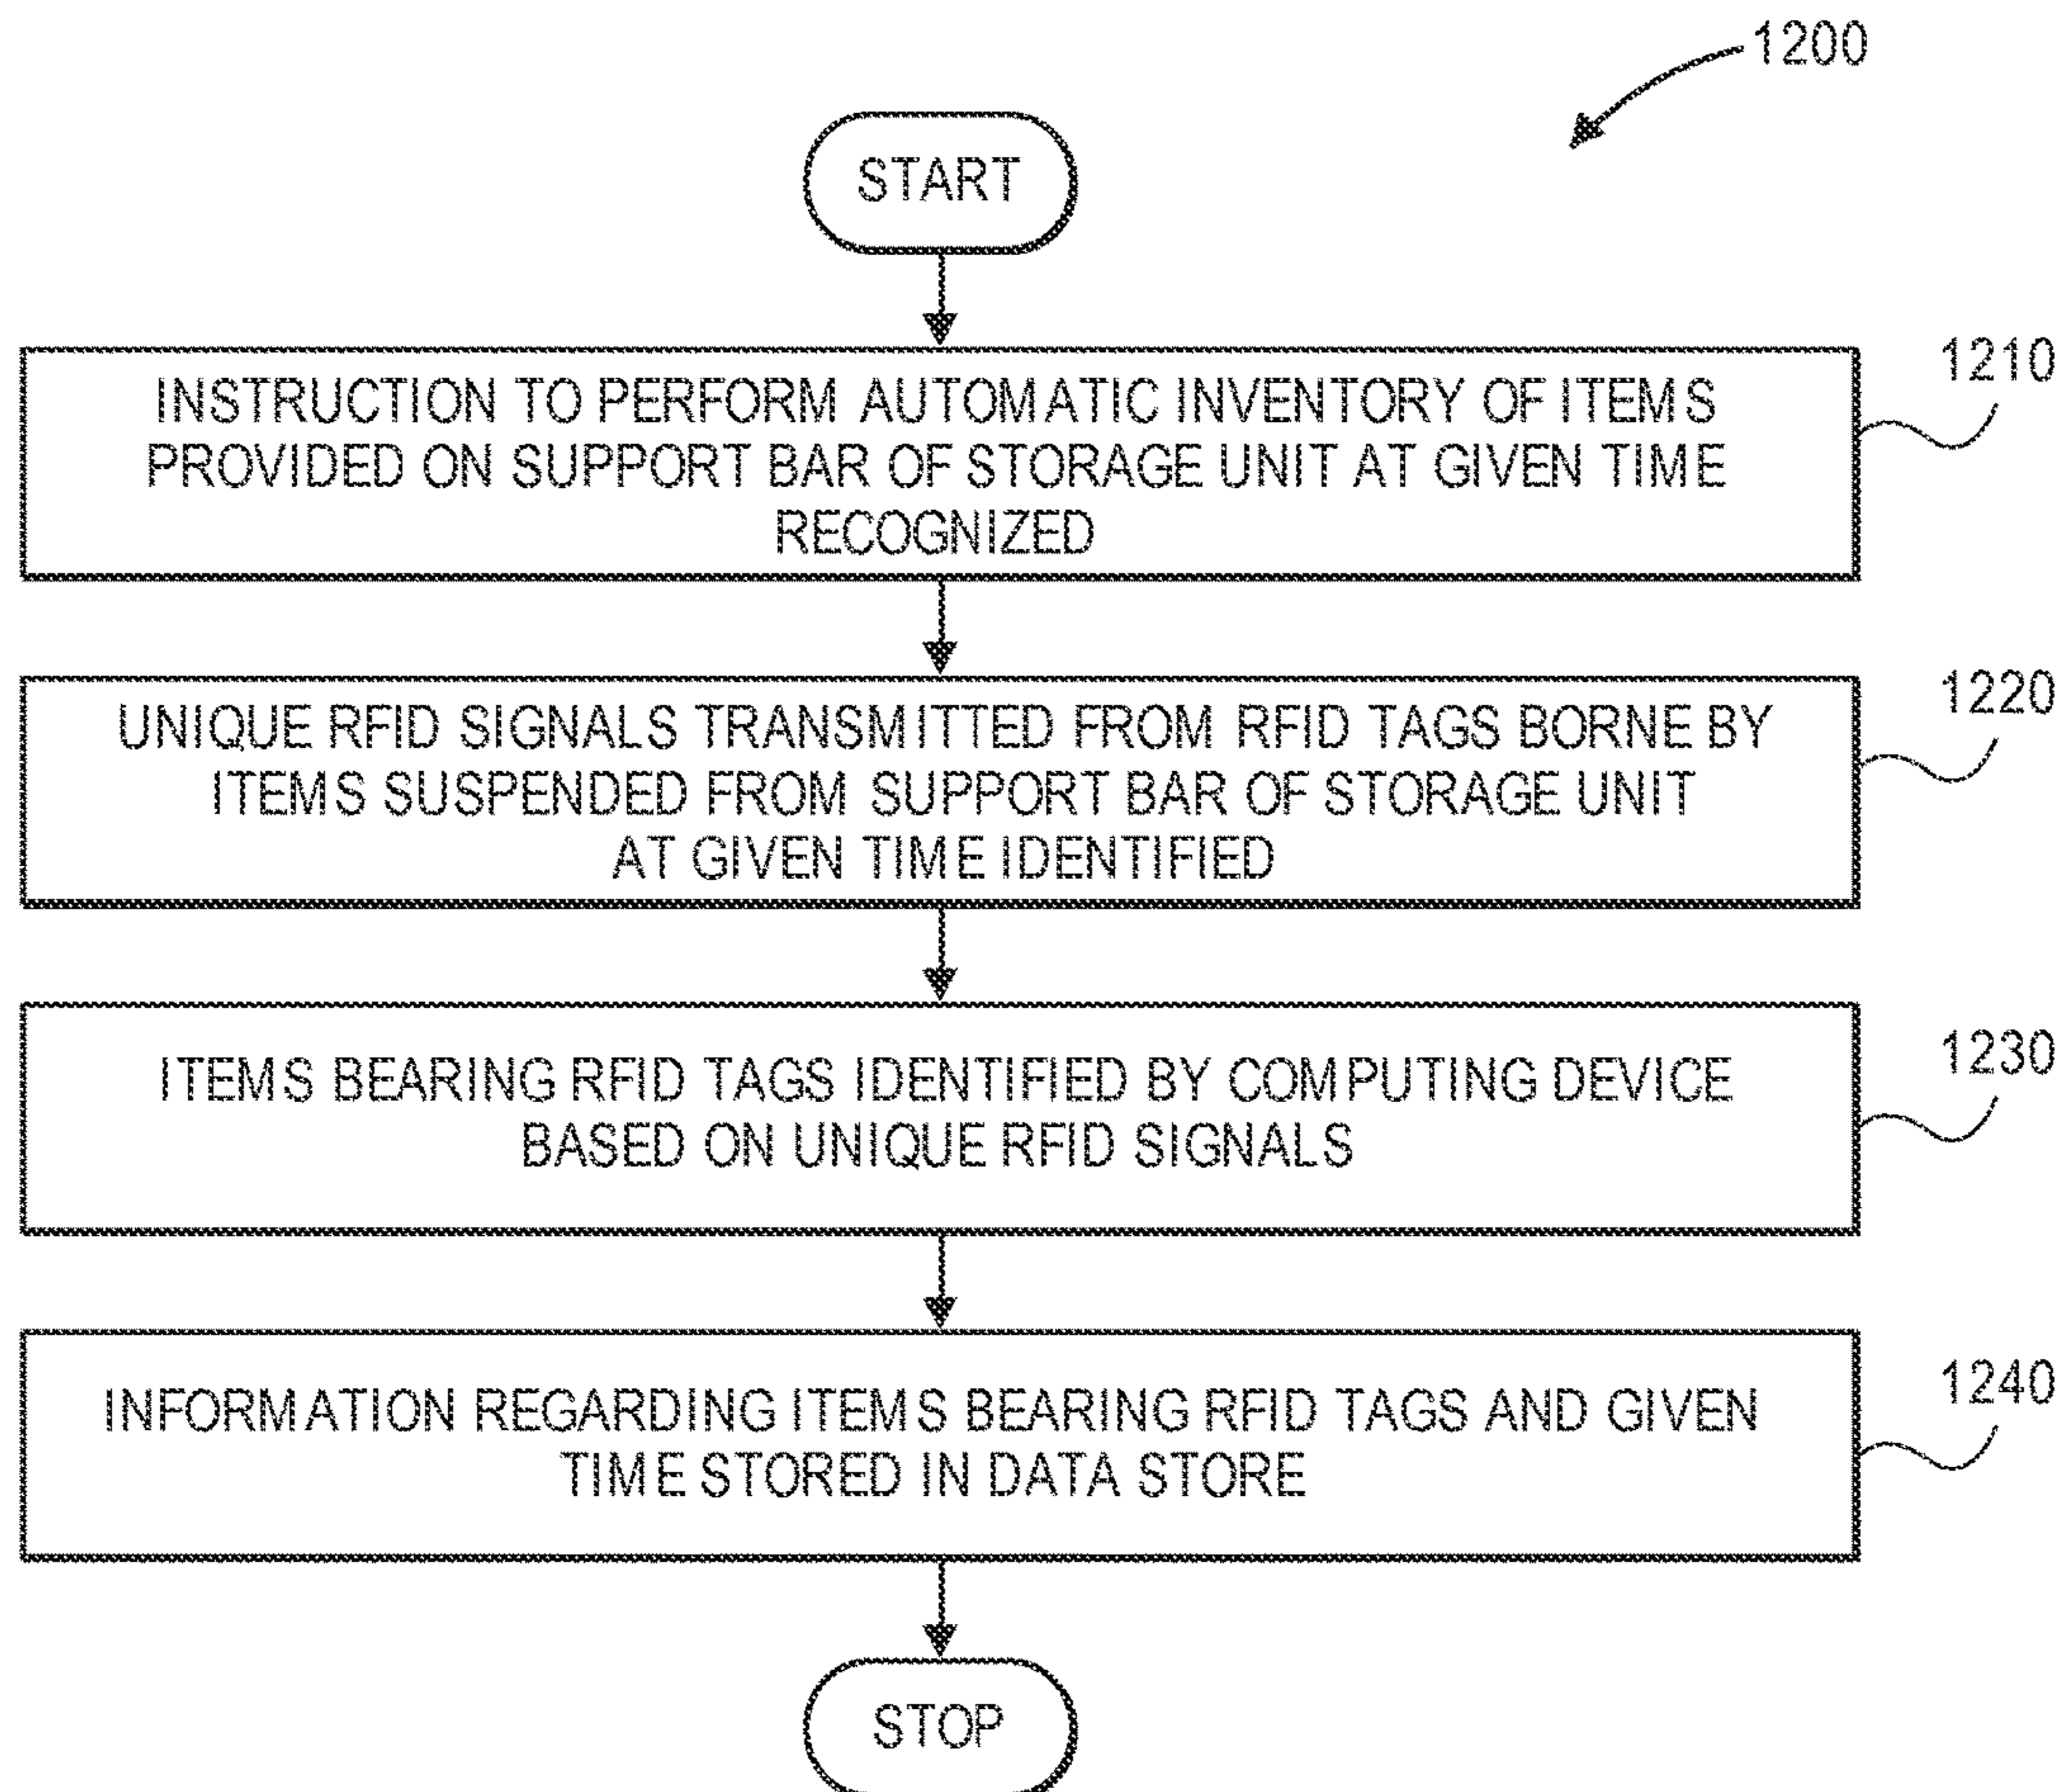 1200
START
INSTRUCTION TO PERFORM AUTOMATIC INVENTORY OF ITEMS
PROVIDED ON SUPPORT BAR OF STORAGE UNIT AT GIVEN TIME
RECOGNIZED
1210
UNIQUE RFID SIGNALS TRANSMITTED FROM RFID TAGS BORNE BY
ITEMS SUSPENDED FROM SUPPORT BAR OF STORAGE UNIT
AT GIVEN TIME IDENTIFIED
1220
ITEMS BEARING RFID TAGS IDENTIFIED BY COMPUTING DEVICE
BASED ON UNIQUE RFID SIGNALS
1230
INFORMATION REGARDING ITEMS BEARING RFID TAGS AND GIVEN
TIME STORED IN DATA STORE
1240
STOP